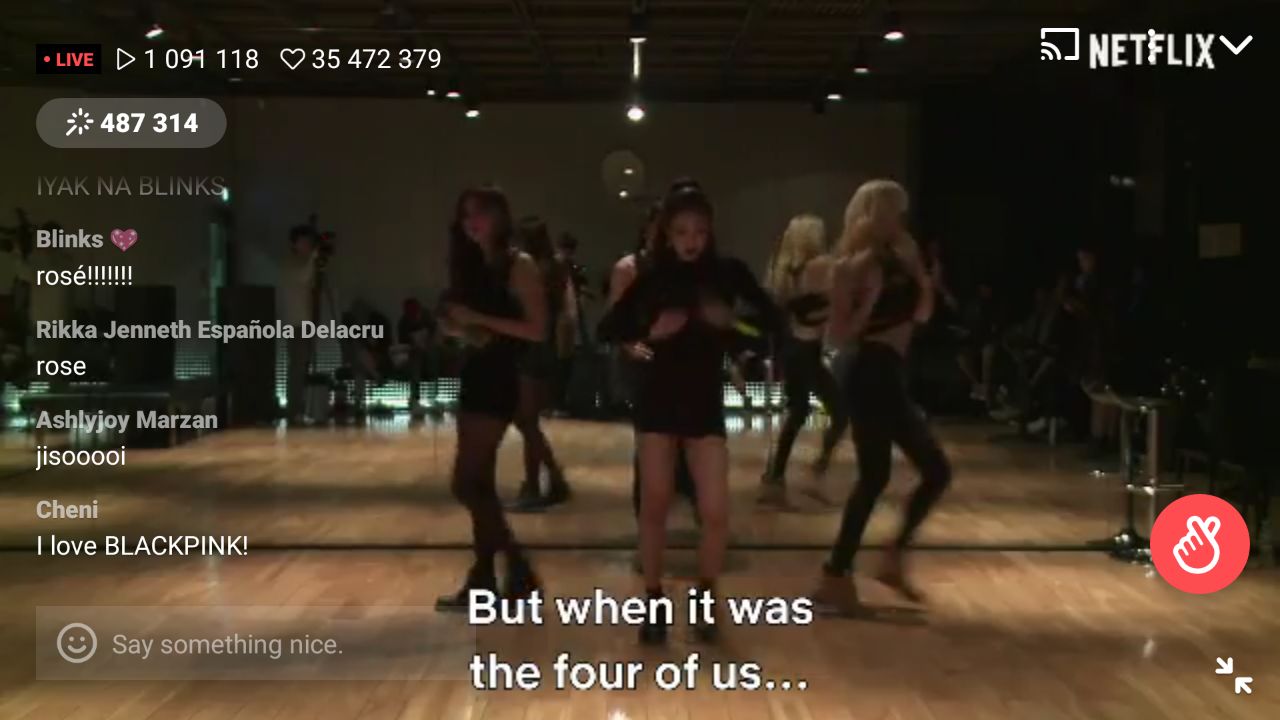 LIVE 1 091 118 35 472 379
NETFLIX
487 314
IYAK NA BLINKS
Blinks
rosé!!!!!!!
Rikka Jenneth Española Delacru
rose
Ashlyjoy Marzan
jisooooi
Cheni
I love BLACKPINK!
Say something nice.
But when it was
the four of us...